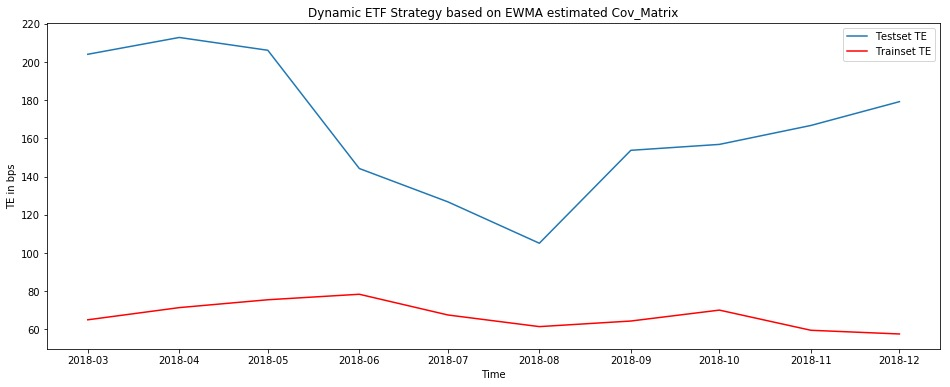 Dynamic ETF Strategy based on EWMA estimated Cov_Matrix
Testset TE
Trainset TE
TE in bps
220
200
180
160
140
120
100
80
60
2018-03 2018-04 2018-05 2018-06 2018-07 2018-08 2018-09 2018-10 2018-11 2018-12
Time